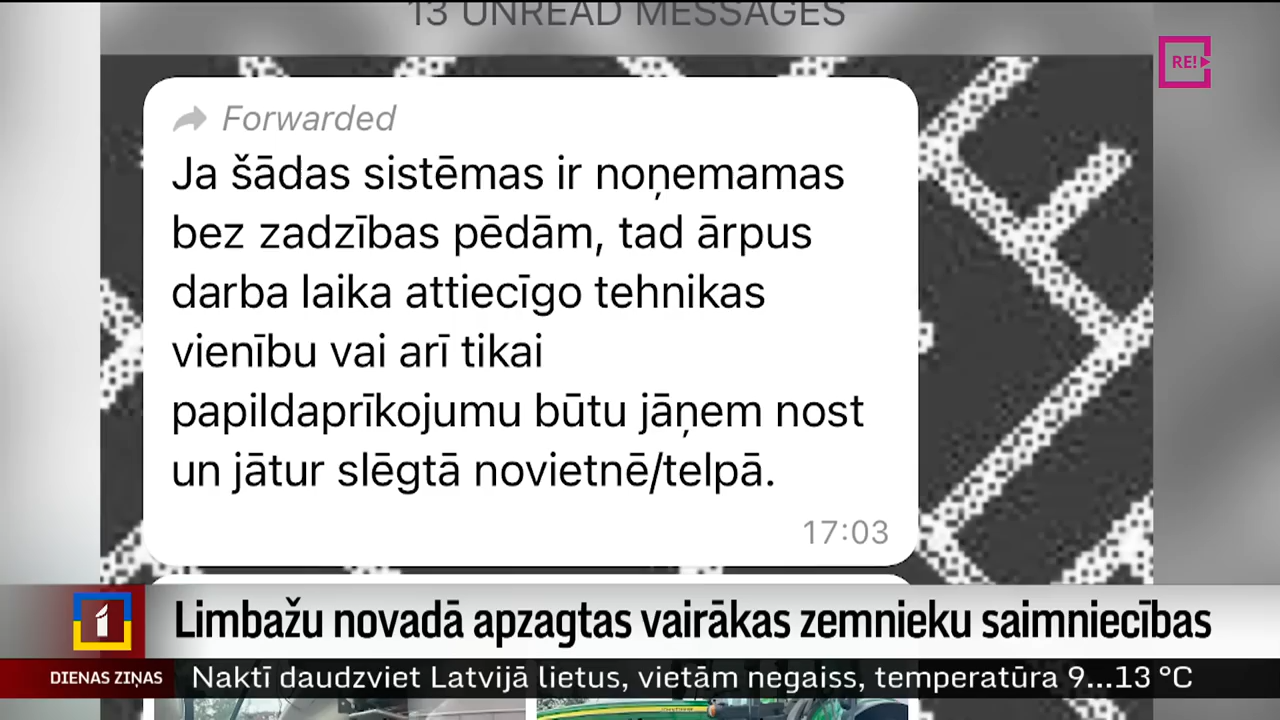 13 UNREAD MESSAGES
RE!
Forwarded
Ja šādas sistēmas ir noņemamas
bez zadzības pēdām, tad ārpus
darba laika attiecīgo tehnikas
vienību vai arī tikai
papildaprīkojumu būtu jāņem nost
un jātur slēgtā novietnē/telpā.
17:03
1
Limbažu novadā apzagtas vairākas zemnieku saimniecības
DIENAS ZIŅAS
Naktī daudzviet Latvijā lietus, vietām negaiss, temperatūra 9...13 °C